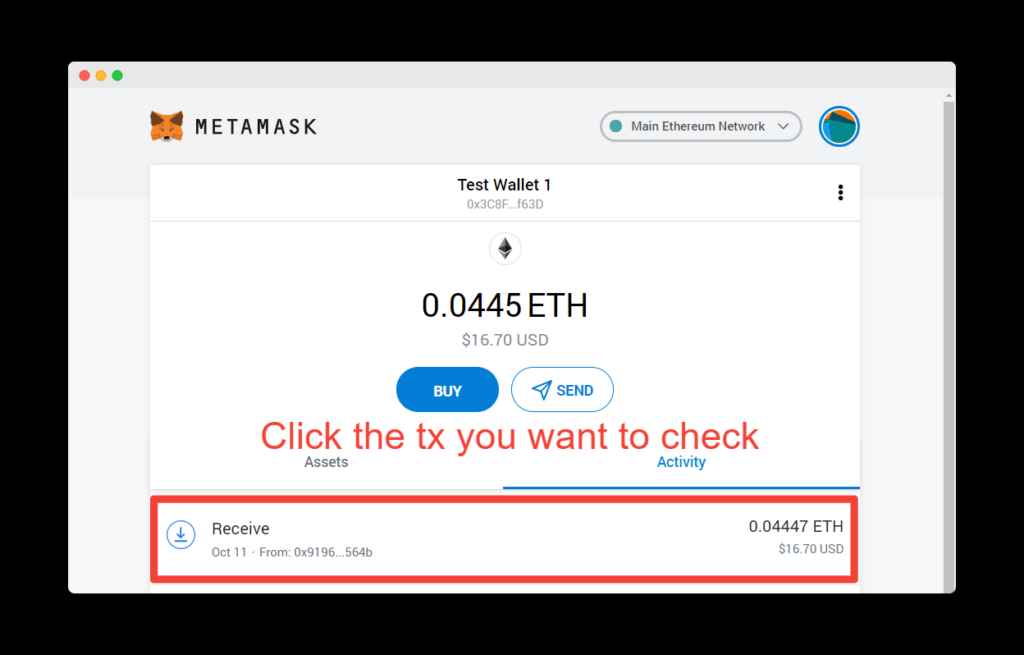 METAMASK
Main Ethereum Network
Test Wallet 1
0x3C8F...f63D
0.0445 ETH
$16.70 USD
BUY
SEND
Click the tx you want to check
Assets
Activity
Receive
0.04447 ETH
Oct 11 · From: 0x9196...564b
$16.70 USD